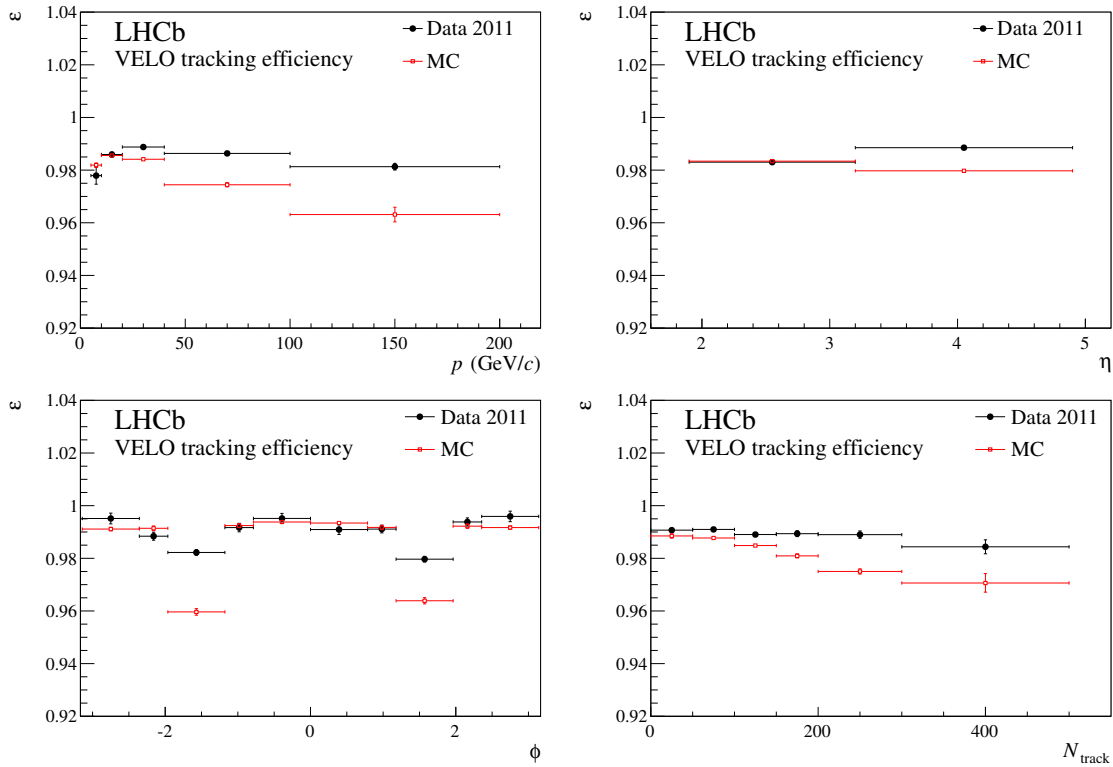 ε
1.04
1.02
1
0.98
0.96
0.94
0.92
LHCb
VELO tracking efficiency
Data 2011
MC
0 50 100 150 200
p (GeV/c)
ε
1.04
1.02
1
0.98
0.96
0.94
0.92
LHCb
VELO tracking efficiency
Data 2011
MC
2 3 4 5
η
ε
1.04
1.02
1
0.98
0.96
0.94
0.92
LHCb
VELO tracking efficiency
Data 2011
MC
-2 0 2
ϕ
ε
1.04
1.02
1
0.98
0.96
0.94
0.92
LHCb
VELO tracking efficiency
Data 2011
MC
0 200 400
N_track